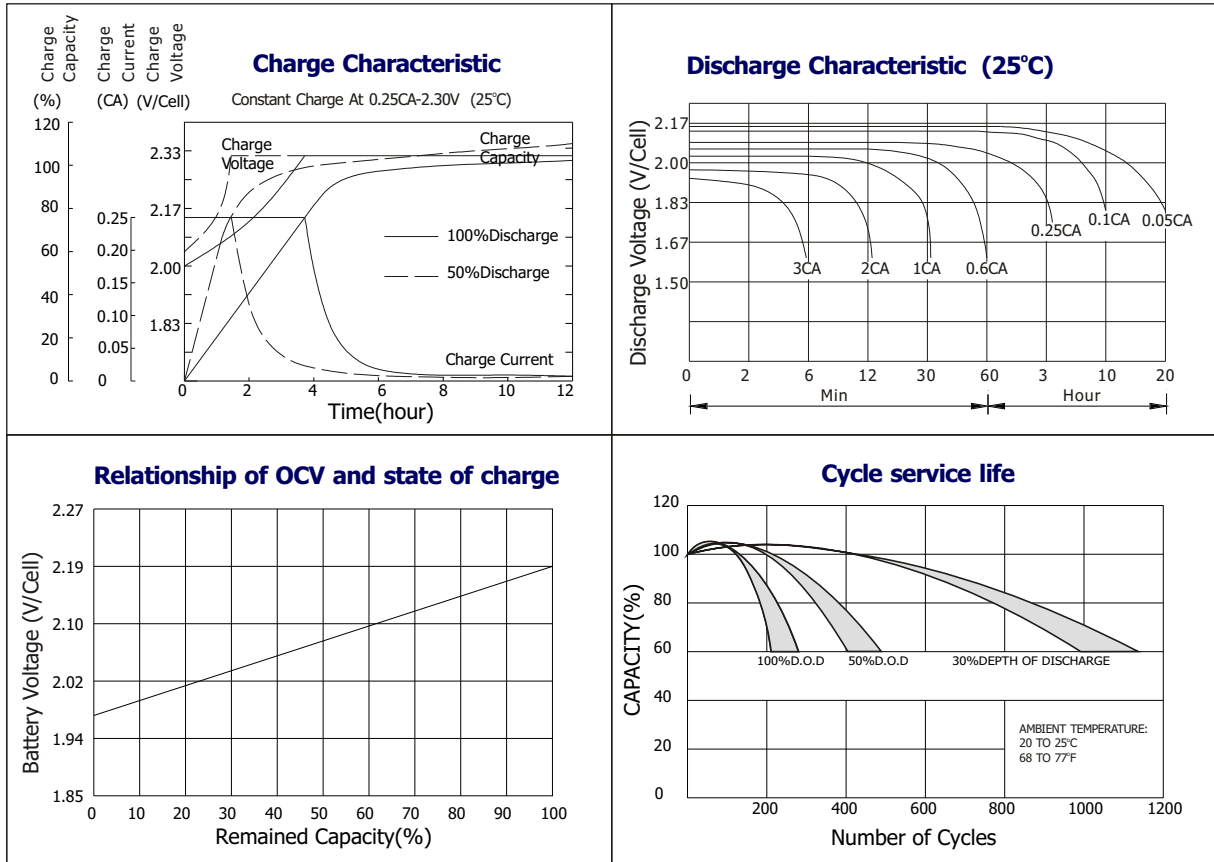 Charge Capacity
Charge Current
Charge Voltage
Charge Characteristic
(%)
(CA)
(V/Cell)
Constant Charge At 0.25CA-2.30V (25°C)
120
100
80
60
40
20
0
0.25
0.20
0.15
0.10
0.05
0
2.33
2.17
2.00
1.83
Charge Voltage
Charge Capacity
100%Discharge
50%Discharge
Charge Current
0 2 4 6 8 10 12
Time(hour)
Discharge Characteristic (25°C)
Discharge Voltage (V/Cell)
2.17
2.00
1.83
1.67
1.50
3CA 2CA 1CA 0.6CA 0.25CA 0.1CA 0.05CA
0 2 6 12 30 60 3 10 20
Min
Hour
Relationship of OCV and state of charge
Battery Voltage (V/Cell)
2.27
2.19
2.10
2.02
1.94
1.85
0 10 20 30 40 50 60 70 80 90 100
Remained Capacity(%)
Cycle service life
CAPACITY(%)
120
100
80
60
40
20
0
100%D.O.D
50%D.O.D
30%DEPTH OF DISCHARGE
AMBIENT TEMPERATURE:
20 TO 25°C
68 TO 77°F
200 400 600 800 1000 1200
Number of Cycles